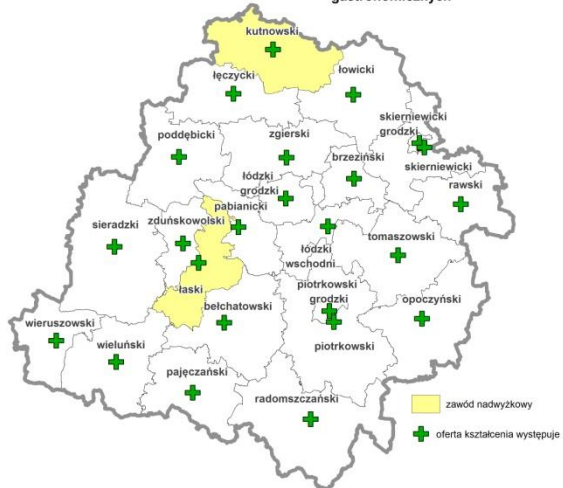 gastronomicznych
kutnowski
łęczycki
łowicki
skierniewicki
grodzki
poddębicki
zgierski
brzeziński
skierniewicki
rawski
łódzki
grodzki
pabianicki
sieradzki
zduńskowolski
łódzki
wschodni
tomaszowski
łaski
piotrkowski
grodzki
bełchatowski
opoczyński
wieruszowski
wieluński
piotrkowski
pajęczański
radomszczański
zawód nadwyżkowy
oferta kształcenia występuje